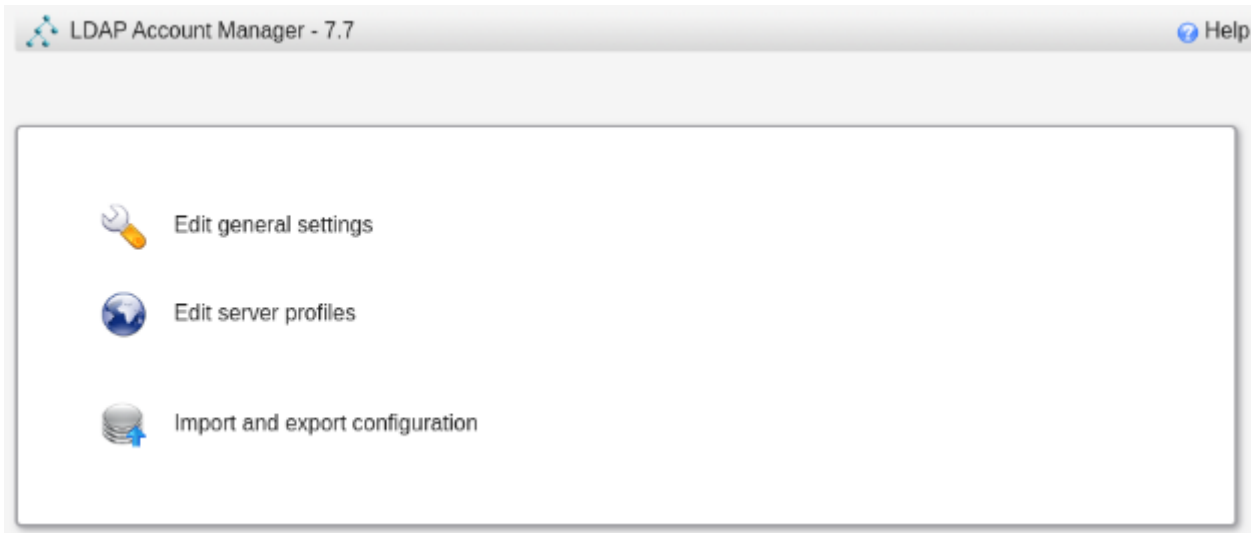 LDAP Account Manager - 7.7
Help
Edit general settings
Edit server profiles
Import and export configuration